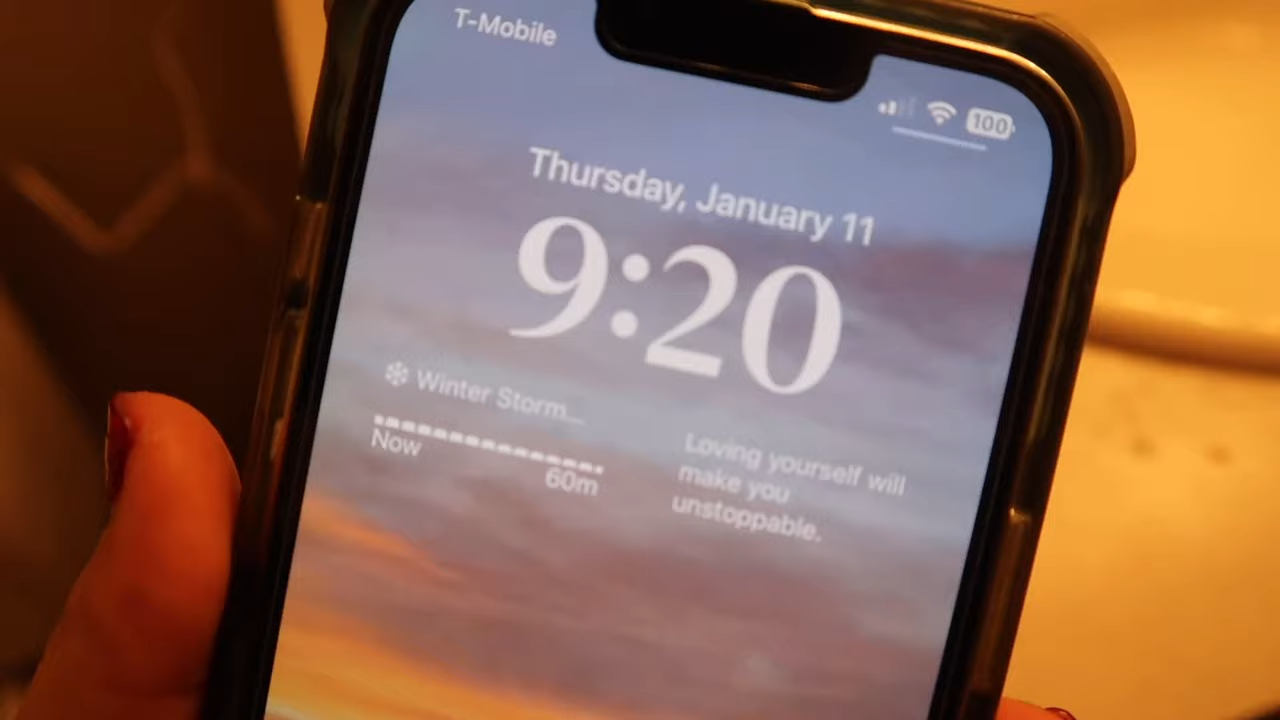 T-Mobile
100
Thursday, January 11
9:20
Winter Storm
Now
60m
Loving yourself will
make you
unstoppable.